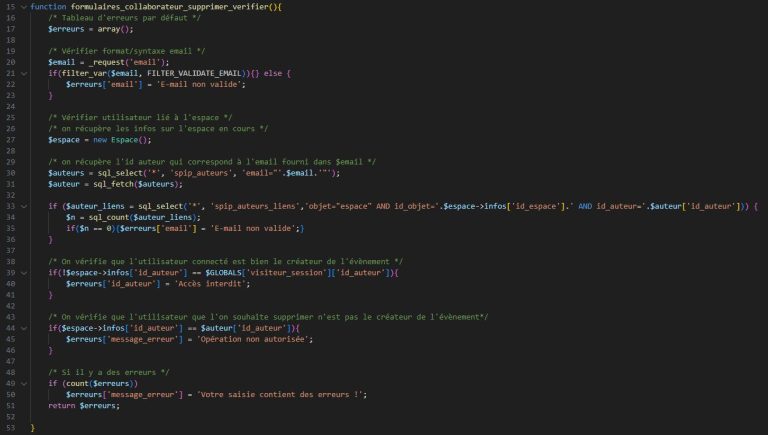 15 function formulaires_collaborateur_supprimer_verifier(){
16 /* Tableau d'erreurs par défaut */
17 $erreurs = array();
18
19 /* Vérifier format/syntaxe email */
20 $email = _request('email');
21 if(filter_var($email, FILTER_VALIDATE_EMAIL)){} else {
22 $erreurs['email'] = 'E-mail non valide';
23 }
24
25 /* Vérifier utilisateur lié à l'espace */
26 /* on récupère les infos sur l'espace en cours */
27 $espace = new Espace();
28
29 /* on récupère l'id auteur qui correspond à l'email fourni dans $email */
30 $auteurs = sql_select('*', 'spip_auteurs', 'email="'.$email.'"');
31 $auteur = sql_fetch($auteurs);
32
33 if ($auteur_liens = sql_select('*', 'spip_auteurs_liens','objet="espace" AND id_objet='.$espace->infos['id_espace'].' AND id_auteur='.$auteur['id_auteur'])) {
34 $n = sql_count($auteur_liens);
35 if($n == 0){$erreurs['email'] = 'E-mail non valide';}
36 }
37
38 /* On vérifie que l'utilisateur connecté est bien le créateur de l'évènement */
39 if(!$espace->infos['id_auteur'] == $GLOBALS['visiteur_session']['id_auteur']){
40 $erreurs['id_auteur'] = 'Accès interdit';
41 }
42
43 /* On vérifie que l'utilisateur que l'on souhaite supprimer n'est pas le créateur de l'évènement*/
44 if($espace->infos['id_auteur'] == $auteur['id_auteur']){
45 $erreurs['message_erreur'] = 'Opération non autorisée';
46 }
47
48 /* Si il y a des erreurs */
49 if (count($erreurs))
50 $erreurs['message_erreur'] = 'Votre saisie contient des erreurs !';
51 return $erreurs;
52
53 }